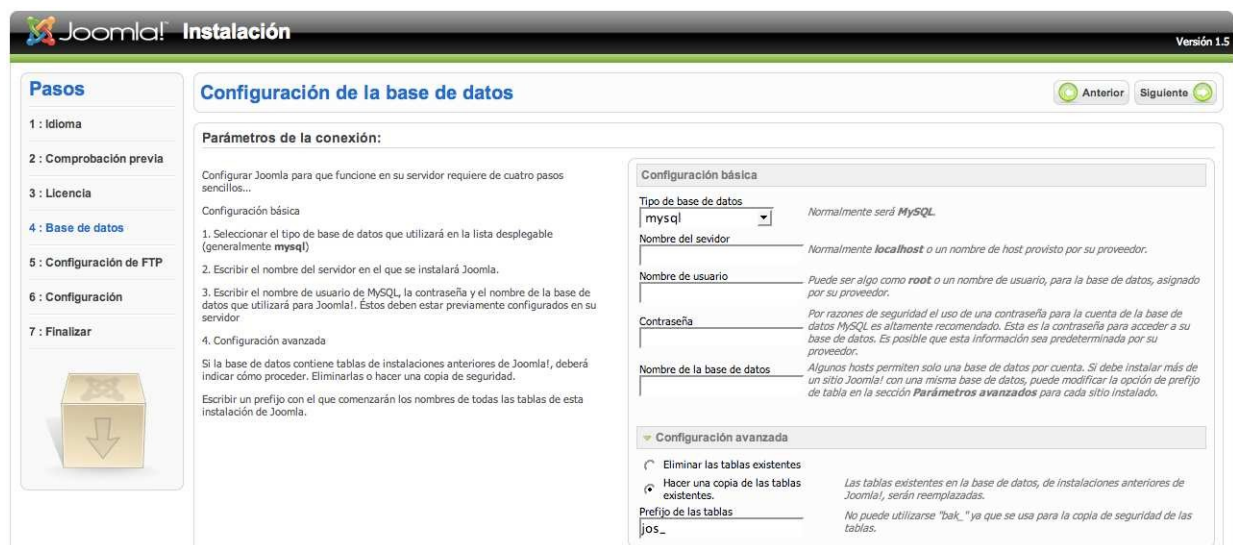 Joomla! Instalación
Versión 1.5
Pasos
1 : Idioma
2 : Comprobación previa
3 : Licencia
4 : Base de datos
5 : Configuración de FTP
6 : Configuración
7 : Finalizar
Configuración de la base de datos
Anterior
Siguiente
Parámetros de la conexión:
Configurar Joomla para que funcione en su servidor requiere de cuatro pasos
sencillos...
Configuración básica
1. Seleccionar el tipo de base de datos que utilizará en la lista desplegable
(generalmente mysql)
2. Escribir el nombre del servidor en el que se instalará Joomla.
3. Escribir el nombre de usuario de MySQL, la contraseña y el nombre de la base de
datos que utilizará para Joomla!. Éstos deben estar previamente configurados en su
servidor
4. Configuración avanzada
Si la base de datos contiene tablas de instalaciones anteriores de Joomla!, deberá
indicar cómo proceder. Eliminarlas o hacer una copia de seguridad.
Escribir un prefijo con el que comenzarán los nombres de todas las tablas de esta
instalación de Joomla.
Configuración básica
Tipo de base de datos
mysql
Normalmente será MySQL.
Nombre del sevidor
Normalmente localhost o un nombre de host provisto por su proveedor.
Nombre de usuario
Puede ser algo como root o un nombre de usuario, para la base de datos, asignado
por su proveedor.
Contraseña
Por razones de seguridad el uso de una contraseña para la cuenta de la base de
datos MySQL es altamente recomendado. Esta es la contraseña para acceder a su
base de datos. Es posible que esta información sea predeterminada por su
proveedor.
Nombre de la base de datos
Algunos hosts permiten solo una base de datos por cuenta. Si debe instalar más de
un sitio Joomla! con una misma base de datos, puede modificar la opción de prefijo
de tabla en la sección Parámetros avanzados para cada sitio instalado.
Configuración avanzada
Eliminar las tablas existentes
Hacer una copia de las tablas
existentes.
Las tablas existentes en la base de datos, de instalaciones anteriores de
Joomla!, serán reemplazadas.
Prefijo de las tablas
jos_
No puede utilizarse "bak_" ya que se usa para la copia de seguridad de las
tablas.